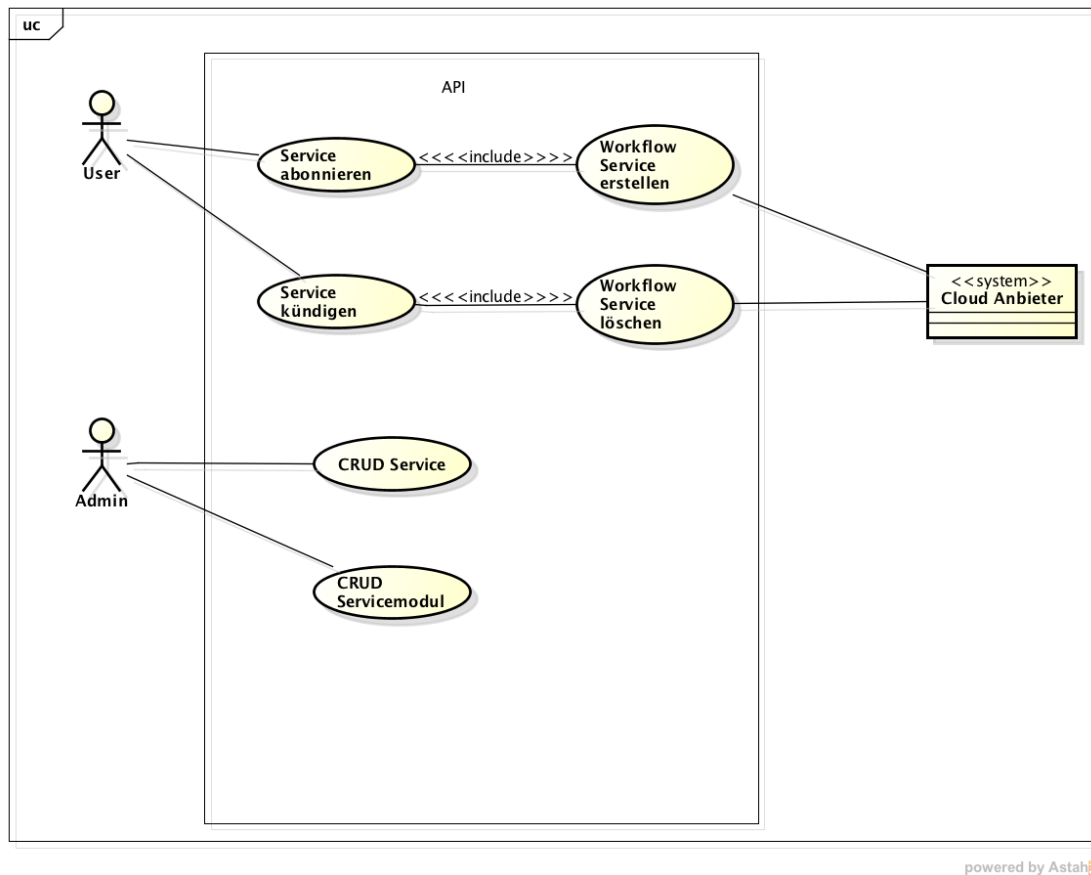 uc
API
User
Service
abonnieren
<<<<include>>>>
Workflow
Service
erstellen
Service
kündigen
<<<<include>>>>
Workflow
Service
löschen
<<system>>
Cloud Anbieter
Admin
CRUD Service
CRUD
Servicemodul
powered by Astah